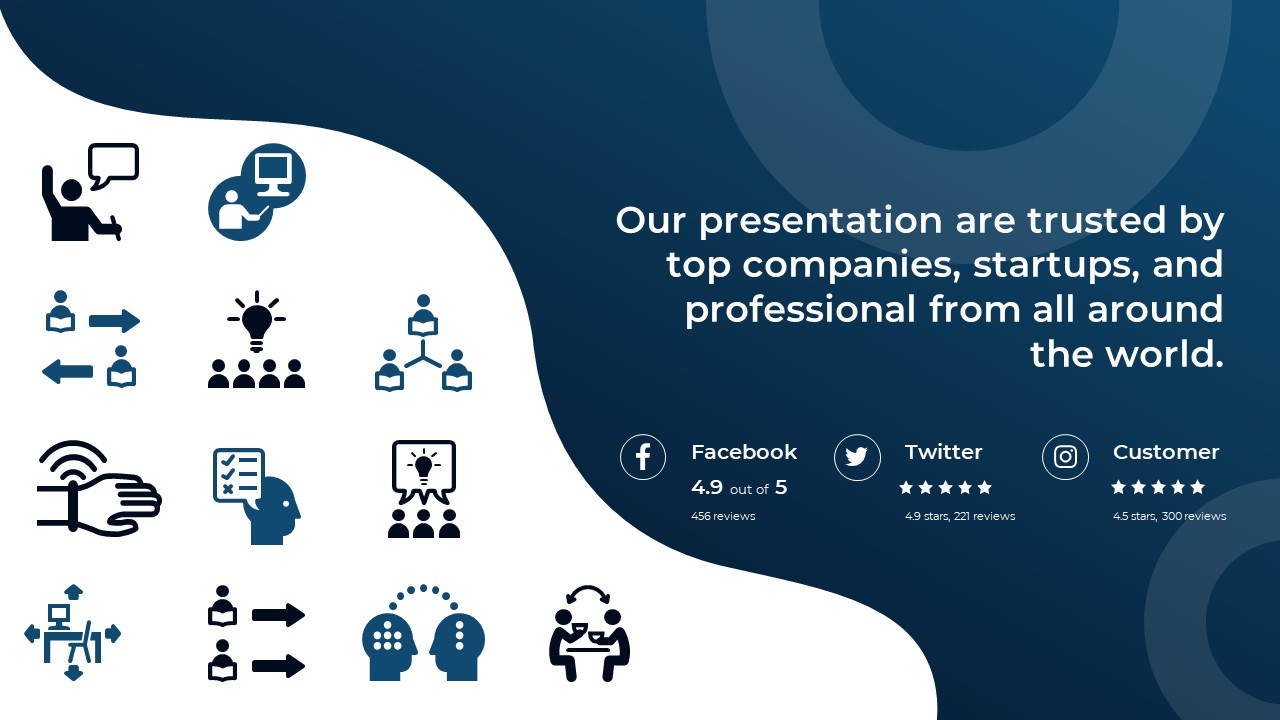 Our presentation are trusted by
top companies, startups, and
professional from all around
the world.
Facebook
4.9 out of 5
456 reviews
Twitter
4.9 stars, 221 reviews
Customer
4.5 stars, 300 reviews